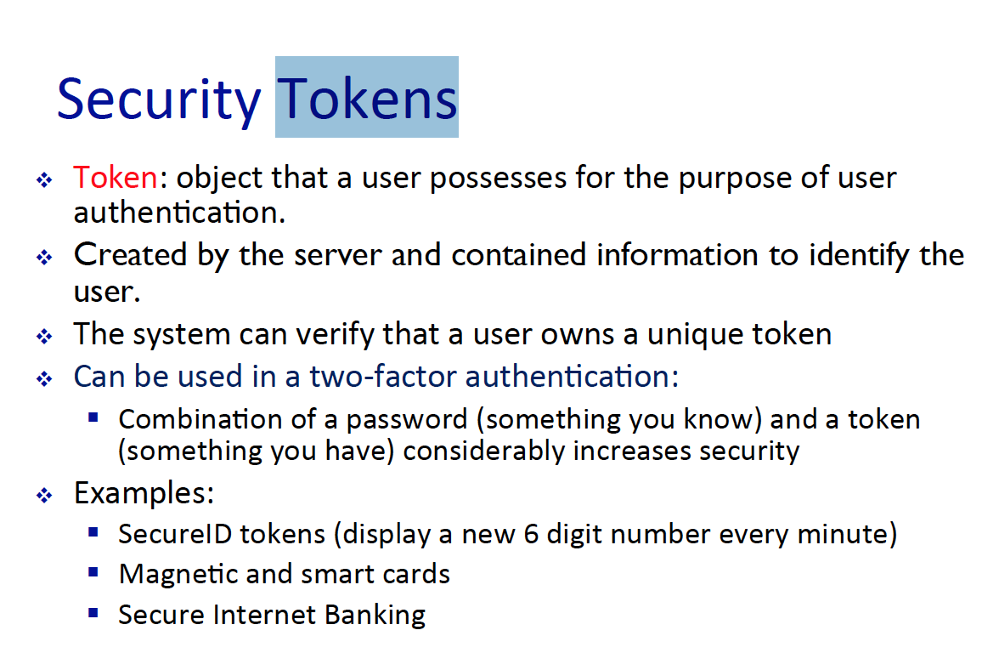 Security Tokens
Token: object that a user possesses for the purpose of user
authentication.
Created by the server and contained information to identify the
user.
The system can verify that a user owns a unique token
Can be used in a two-factor authentication:
Combination of a password (something you know) and a token
(something you have) considerably increases security
Examples:
SecureID tokens (display a new 6 digit number every minute)
Magnetic and smart cards
Secure Internet Banking